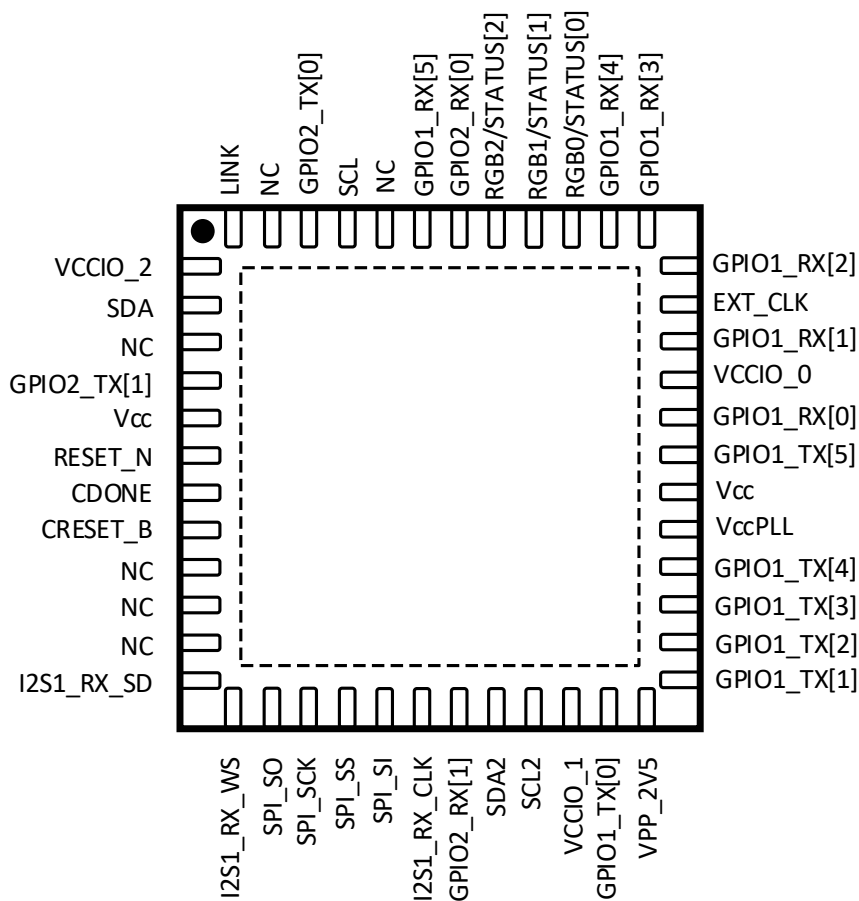 LINK
NC
GPIO2_TX[0]
SCL
NC
GPIO1_RX[5]
GPIO2_RX[0]
RGB2/STATUS[2]
RGB1/STATUS[1]
RGB0/STATUS[0]
GPIO1_RX[4]
GPIO1_RX[3]
VCCIO_2
SDA
NC
GPIO2_TX[1]
Vcc
RESET_N
CDONE
CRESET_B
NC
NC
NC
I2S1_RX_SD
GPIO1_RX[2]
EXT_CLK
GPIO1_RX[1]
VCCIO_0
GPIO1_RX[0]
GPIO1_TX[5]
Vcc
VccPLL
GPIO1_TX[4]
GPIO1_TX[3]
GPIO1_TX[2]
GPIO1_TX[1]
I2S1_RX_WS
SPI_SO
SPI_SCK
SPI_SS
SPI_SI
I2S1_RX_CLK
GPIO2_RX[1]
SDA2
SCL2
VCCIO_1
GPIO1_TX[0]
VPP_2V5